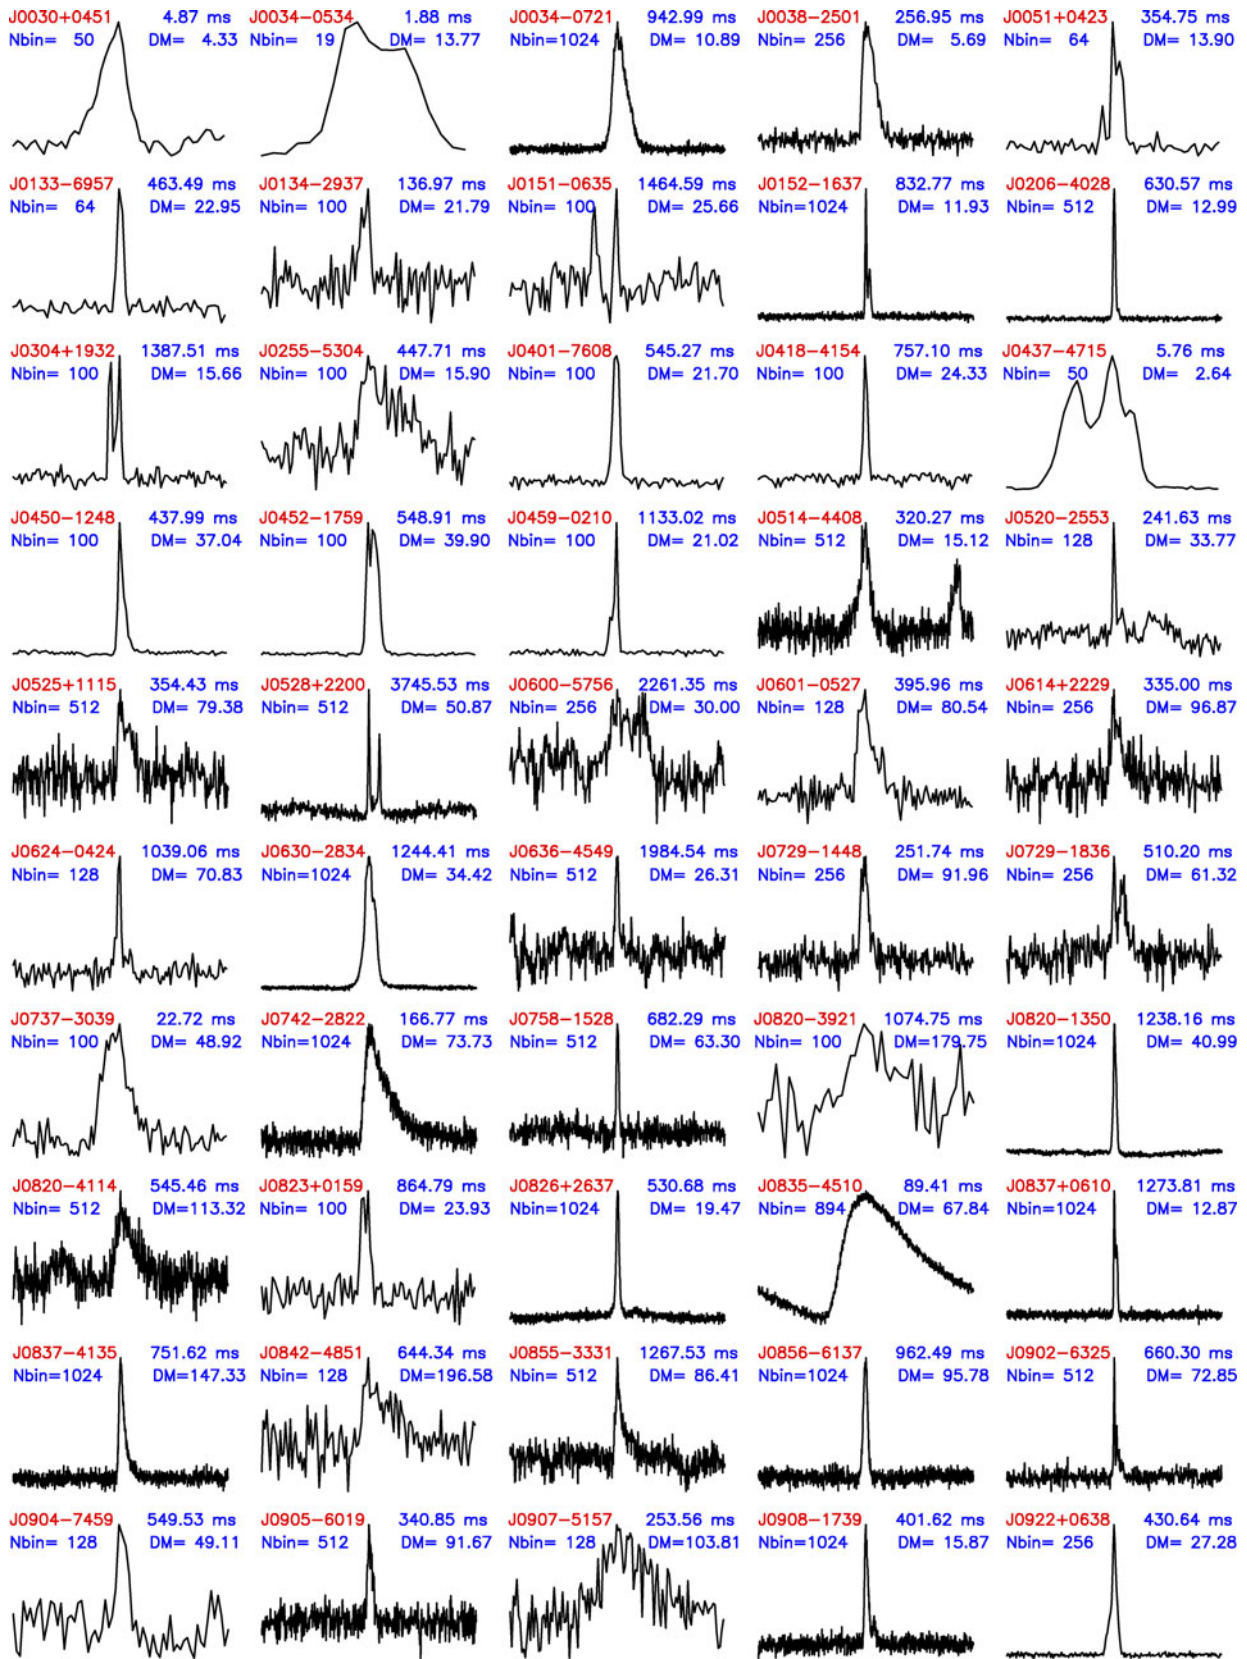 J0030+0451 4.87 ms
Nbin= 50 DM= 4.33
J0034−0534 1.88 ms
Nbin= 19 DM= 13.77
J0034−0721 942.99 ms
Nbin=1024 DM= 10.89
J0038−2501 256.95 ms
Nbin= 256 DM= 5.69
J0051+0423 354.75 ms
Nbin= 64 DM= 13.90
J0133−6957 463.49 ms
Nbin= 64 DM= 22.95
J0134−2937 136.97 ms
Nbin= 100 DM= 21.79
J0151−0635 1464.59 ms
Nbin= 100 DM= 25.66
J0152−1637 832.77 ms
Nbin=1024 DM= 11.93
J0206−4028 630.57 ms
Nbin= 512 DM= 12.99
J0304+1932 1387.51 ms
Nbin= 100 DM= 15.66
J0255−5304 447.71 ms
Nbin= 100 DM= 15.90
J0401−7608 545.27 ms
Nbin= 100 DM= 21.70
J0418−4154 757.10 ms
Nbin= 100 DM= 24.33
J0437−4715 5.76 ms
Nbin= 50 DM= 2.64
J0450−1248 437.99 ms
Nbin= 100 DM= 37.04
J0452−1759 548.91 ms
Nbin= 100 DM= 39.90
J0459−0210 1133.02 ms
Nbin= 100 DM= 21.02
J0514−4408 320.27 ms
Nbin= 512 DM= 15.12
J0520−2553 241.63 ms
Nbin= 128 DM= 33.77
J0525+1115 354.43 ms
Nbin= 512 DM= 79.38
J0528+2200 3745.53 ms
Nbin= 512 DM= 50.87
J0600−5756 2261.35 ms
Nbin= 256 DM= 30.00
J0601−0527 395.96 ms
Nbin= 128 DM= 80.54
J0614+2229 335.00 ms
Nbin= 256 DM= 96.87
J0624−0424 1039.06 ms
Nbin= 128 DM= 70.83
J0630−2834 1244.41 ms
Nbin=1024 DM= 34.42
J0636−4549 1984.54 ms
Nbin= 512 DM= 26.31
J0729−1448 251.74 ms
Nbin= 256 DM= 91.96
J0729−1836 510.20 ms
Nbin= 256 DM= 61.32
J0737−3039 22.72 ms
Nbin= 100 DM= 48.92
J0742−2822 166.77 ms
Nbin=1024 DM= 73.73
J0758−1528 682.29 ms
Nbin= 512 DM= 63.30
J0820−3921 1074.75 ms
Nbin= 100 DM=179.75
J0820−1350 1238.16 ms
Nbin=1024 DM= 40.99
J0820−4114 545.46 ms
Nbin= 512 DM=113.32
J0823+0159 864.79 ms
Nbin= 100 DM= 23.93
J0826+2637 530.68 ms
Nbin=1024 DM= 19.47
J0835−4510 89.41 ms
Nbin= 894 DM= 67.84
J0837+0610 1273.81 ms
Nbin=1024 DM= 12.87
J0837−4135 751.62 ms
Nbin=1024 DM=147.33
J0842−4851 644.34 ms
Nbin= 128 DM=196.58
J0855−3331 1267.53 ms
Nbin= 512 DM= 86.41
J0856−6137 962.49 ms
Nbin=1024 DM= 95.78
J0902−6325 660.30 ms
Nbin= 512 DM= 72.85
J0904−7459 549.53 ms
Nbin= 128 DM= 49.11
J0905−6019 340.85 ms
Nbin= 512 DM= 91.67
J0907−5157 253.56 ms
Nbin= 128 DM=103.81
J0908−1739 401.62 ms
Nbin=1024 DM= 15.87
J0922+0638 430.64 ms
Nbin= 256 DM= 27.28